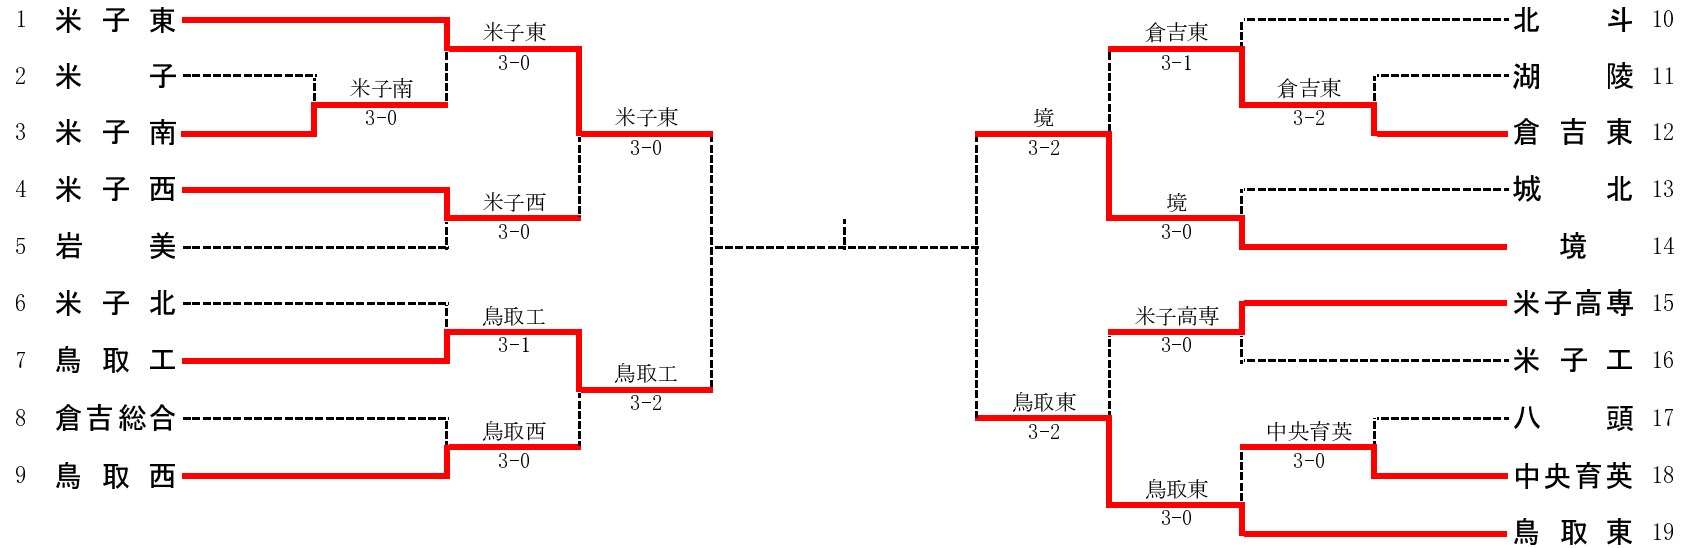 1 米子東
2 米子
3 米子南
4 米子西
5 岩美
6 米子北
7 鳥取工
8 倉吉総合
9 鳥取西
米子東
3-0
米子南
3-0
米子東
3-0
米子西
3-0
鳥取工
3-1
鳥取工
3-2
鳥取西
3-0
倉吉東
3-1
倉吉東
3-2
境
3-2
境
3-0
米子高専
3-0
鳥取東
3-2
中央育英
3-0
鳥取東
3-0
北斗 10
湖陵 11
倉吉東 12
城北 13
境 14
米子高専 15
米子工 16
八頭 17
中央育英 18
鳥取東 19